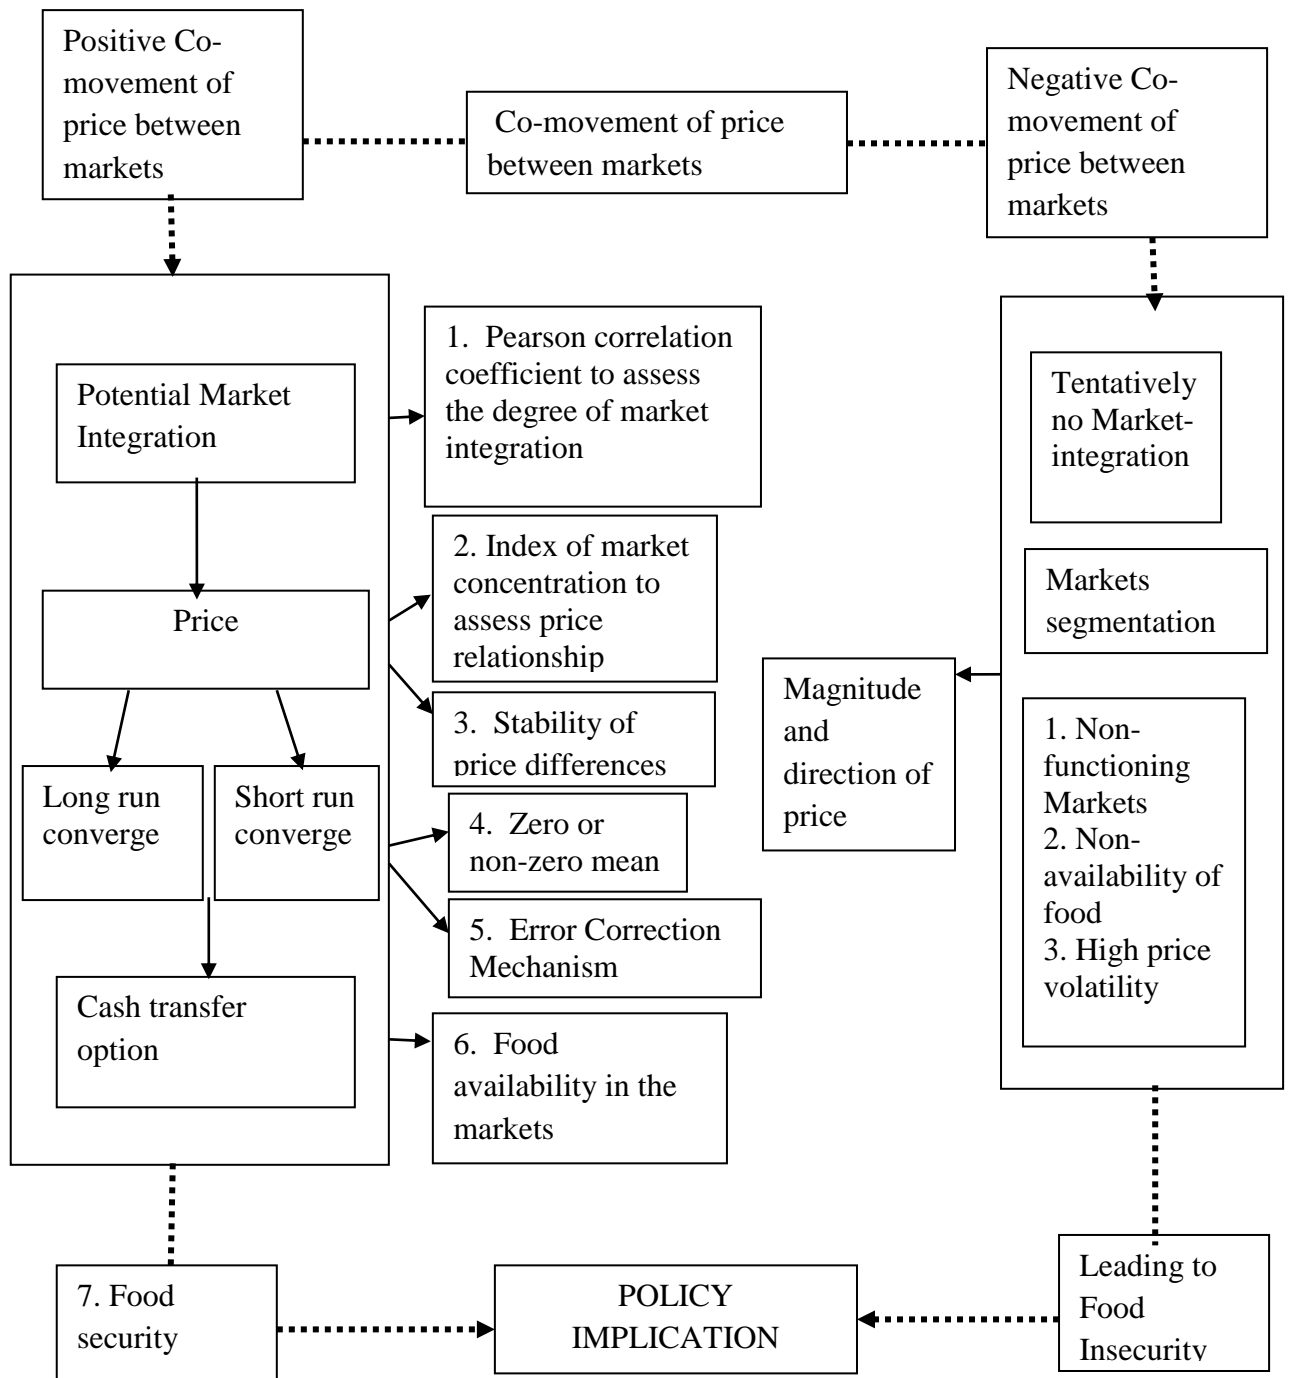 Positive Co-
movement of
price between
markets
Co-movement of price
between markets
Negative Co-
movement of
price between
markets
Potential Market
Integration
Price
Long run
converge
Short run
converge
Cash transfer
option
1. Pearson correlation
coefficient to assess
the degree of market
integration
2. Index of market
concentration to
assess price
relationship
3. Stability of
price differences
4. Zero or
non-zero mean
5. Error Correction
Mechanism
6. Food
availability in the
markets
Magnitude
and
direction of
price
Tentatively
no Market-
integration
Markets
segmentation
1. Non-
functioning
Markets
2. Non-
availability of
food
3. High price
volatility
7. Food
security
POLICY
IMPLICATION
Leading to
Food
Insecurity